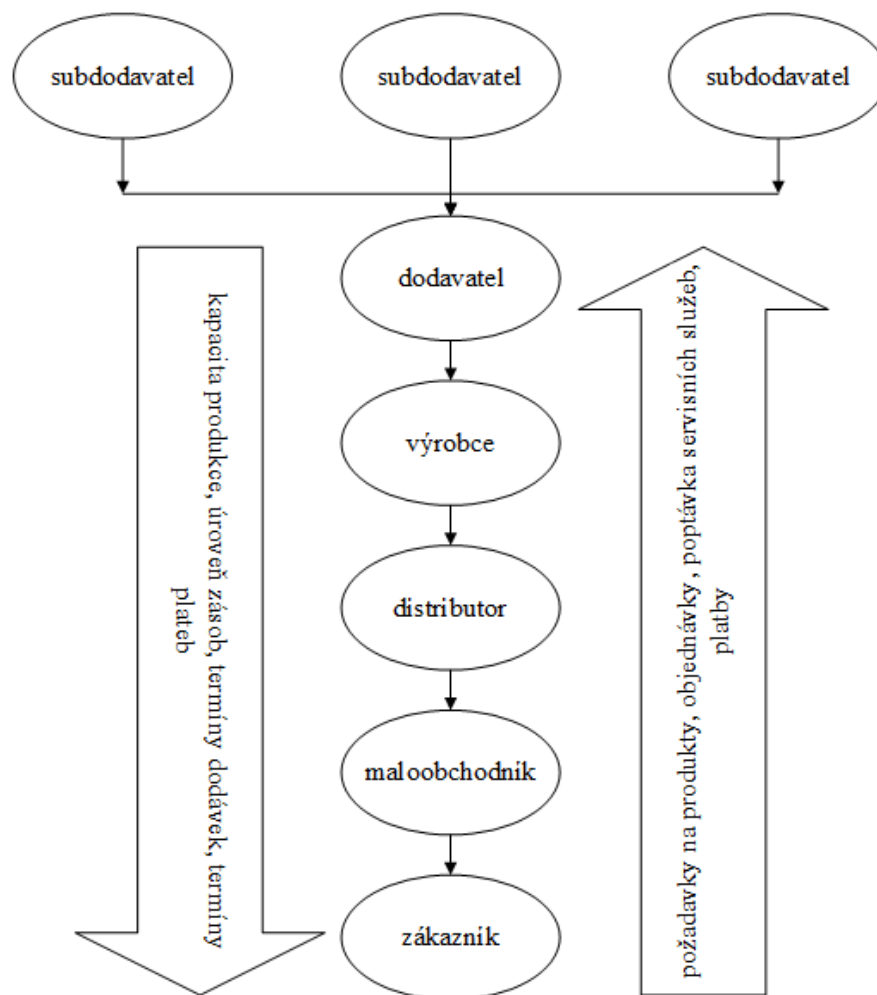 subdodavatel
subdodavatel
subdodavatel
dodavatel
výrobce
distributor
maloobchodník
zákazník
kapacita produkce, úroveň zásob, termíny dodávek, termíny
plateb
požadavky na produkty, objednávky, poptávka servisních služeb,
platby